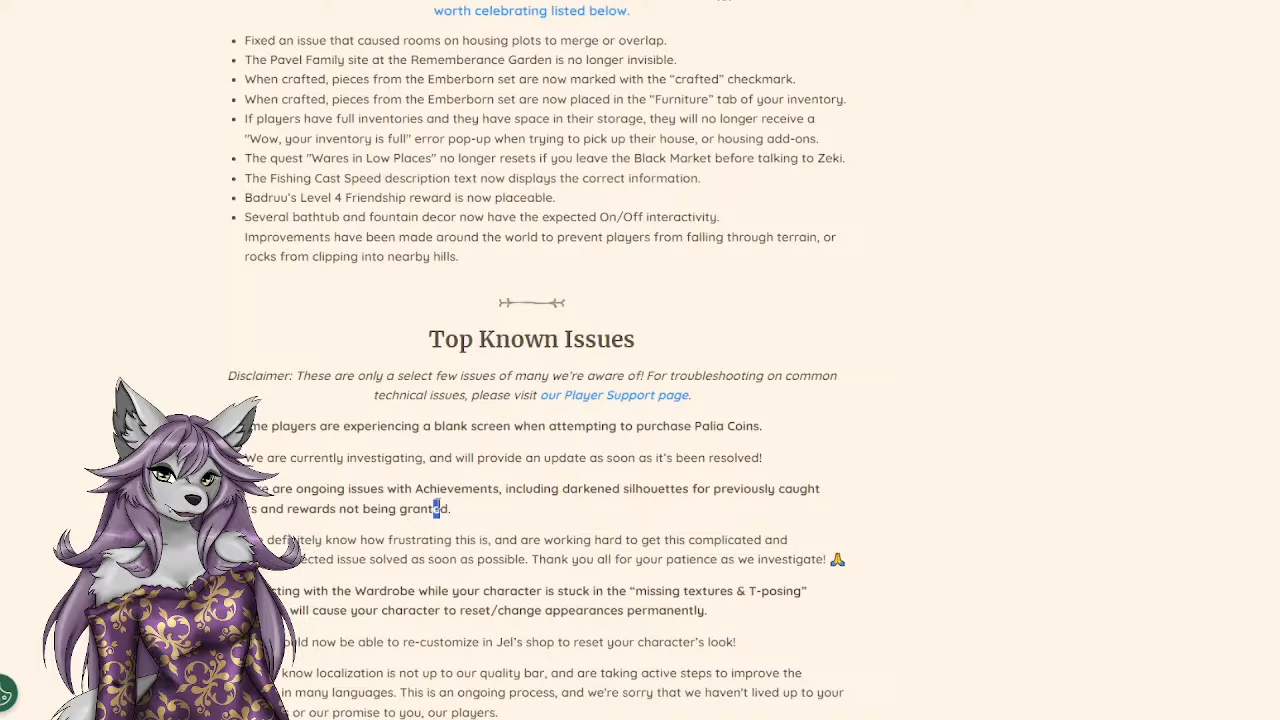 worth celebrating listed below.
Fixed an issue that caused rooms on housing plots to merge or overlap.
The Pavel Family site at the Rememberance Garden is no longer invisible.
When crafted, pieces from the Emberborn set are now marked with the “crafted” checkmark.
When crafted, pieces from the Emberborn set are now placed in the “Furniture” tab of your inventory.
If players have full inventories and they have space in their storage, they will no longer receive a
"Wow, your inventory is full" error pop-up when trying to pick up their house, or housing add-ons.
The quest "Wares in Low Places" no longer resets if you leave the Black Market before talking to Zeki.
The Fishing Cast Speed description text now displays the correct information.
Badruu’s Level 4 Friendship reward is now placeable.
Several bathtub and fountain decor now have the expected On/Off interactivity.
Improvements have been made around the world to prevent players from falling through terrain, or
rocks from clipping into nearby hills.
Top Known Issues
Disclaimer: These are only a select few issues of many we’re aware of! For troubleshooting on common
technical issues, please visit our Player Support page.
players are experiencing a blank screen when attempting to purchase Palia Coins.
We are currently investigating, and will provide an update as soon as it’s been resolved!
are ongoing issues with Achievements, including darkened silhouettes for previously caught
and rewards not being granted.
definitely know how frustrating this is, and are working hard to get this complicated and
issue solved as soon as possible. Thank you all for your patience as we investigate! 🙏
with the Wardrobe while your character is stuck in the “missing textures & T-posing”
will cause your character to reset/change appearances permanently.
now be able to re-customize in Jel’s shop to reset your character’s look!
know localization is not up to our quality bar, and are taking active steps to improve the
in many languages. This is an ongoing process, and we're sorry that we haven't lived up to your
or our promise to you, our players.